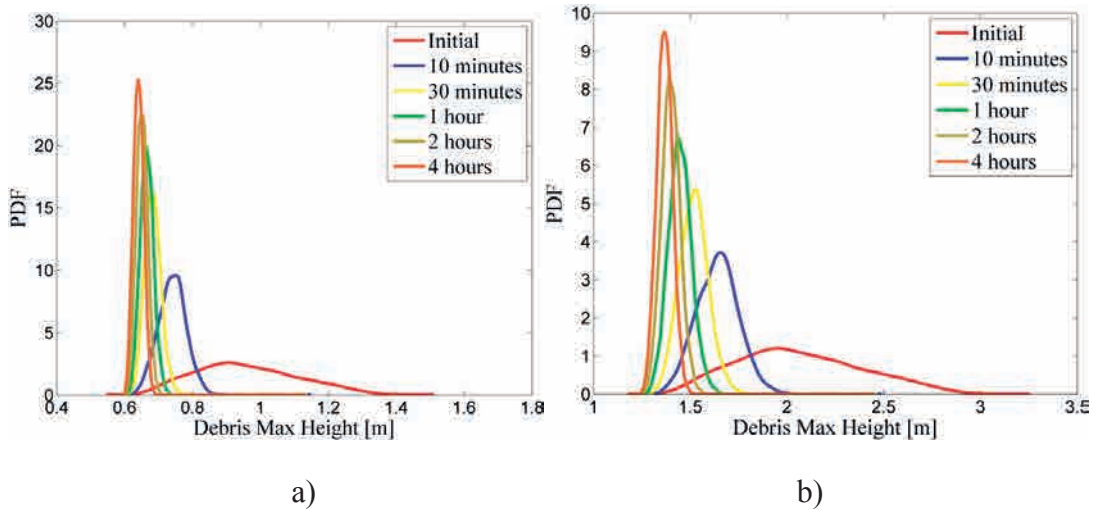 30
25
20
15
10
5
0
PDF
0.4 0.6 0.8 1 1.2 1.4 1.6 1.8
Debris Max Height [m]
Initial
10 minutes
30 minutes
1 hour
2 hours
4 hours
a)
10
9
8
7
6
5
4
3
2
1
0
PDF
1 1.5 2 2.5 3 3.5
Debris Max Height [m]
Initial
10 minutes
30 minutes
1 hour
2 hours
4 hours
b)